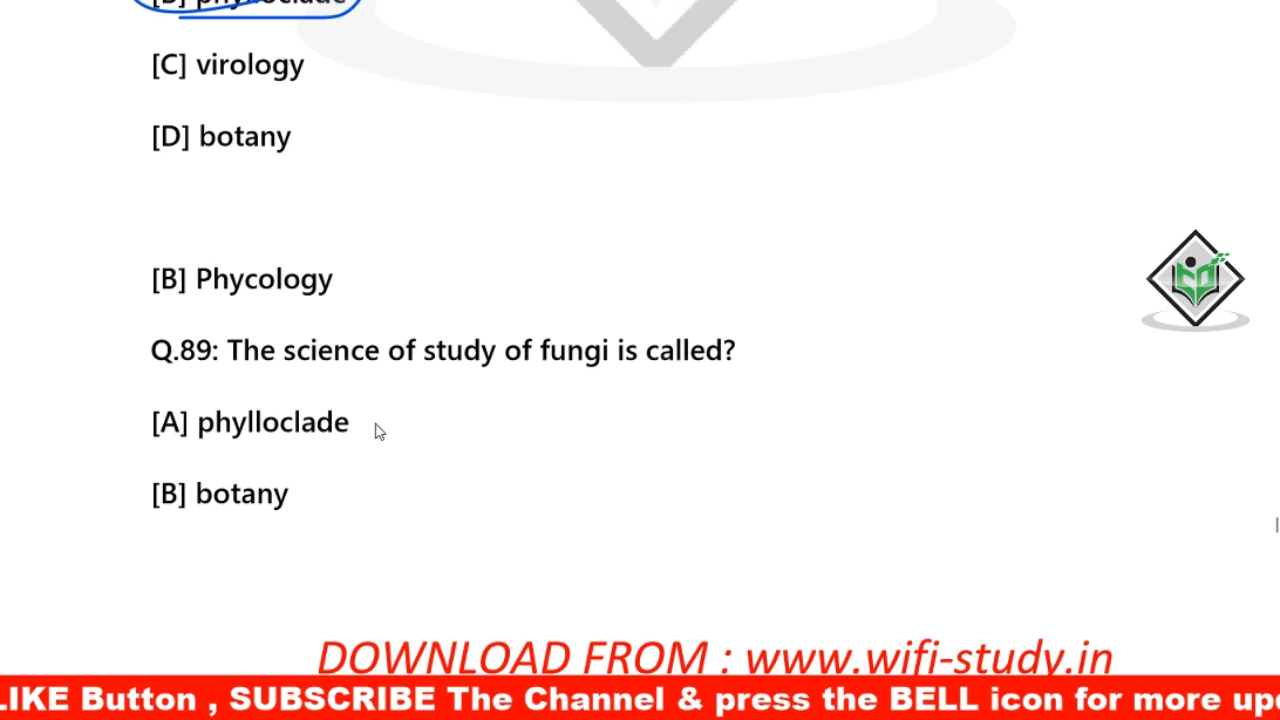 [B] phylloclade
[C] virology
[D] botany
[B] Phycology
Q.89: The science of study of fungi is called?
[A] phylloclade
[B] botany
DOWNLOAD FROM : www.wifi-study.in
LIKE Button , SUBSCRIBE The Channel & press the BELL icon for more up